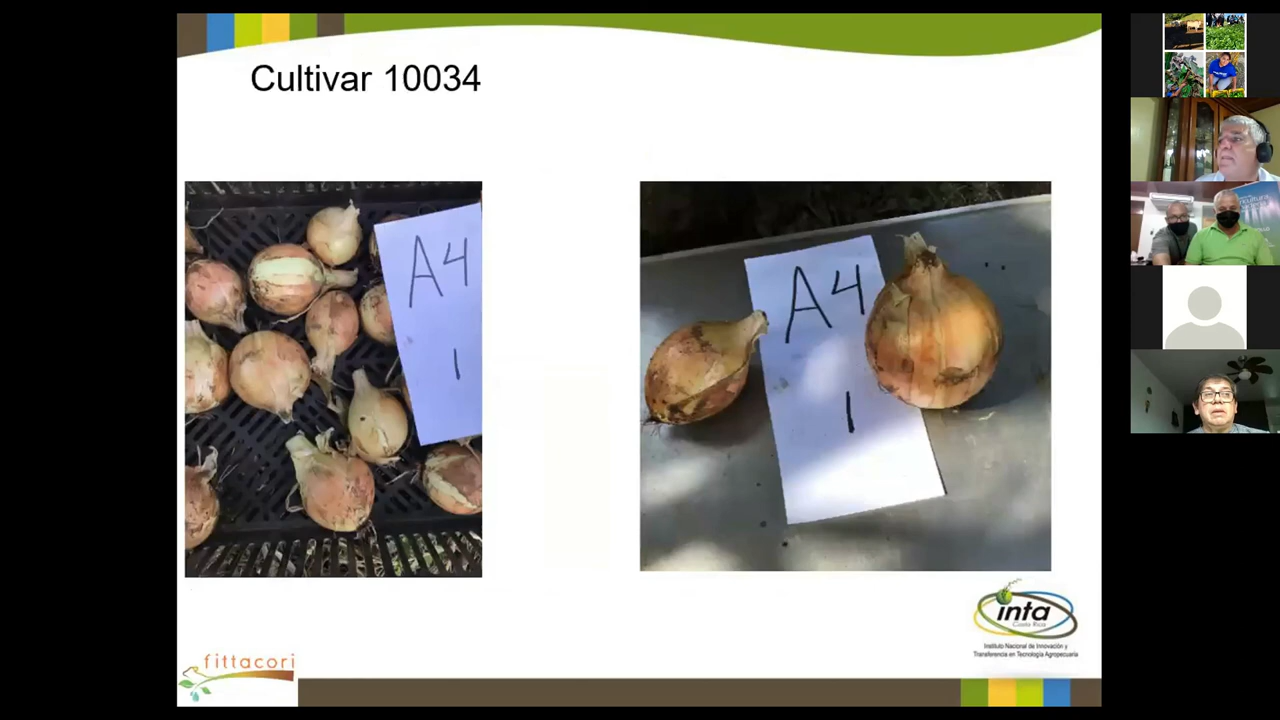 Cultivar 10034
A4
1
A4
1
inta
Costa Rica
Instituto Nacional de Innovación y
Transferencia en Tecnología Agropecuaria
fittacori